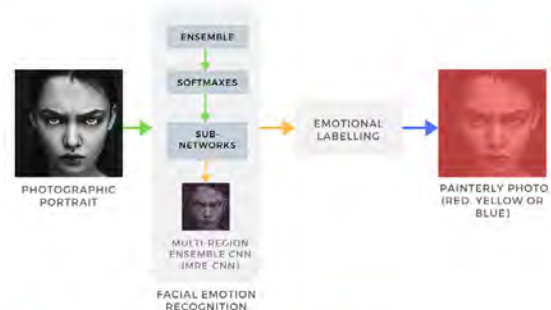 ENSEMBLE
SOFTMAXES
SUB-
NETWORKS
MULTI-REGION
ENSEMBLE CNN
(MRE-CNN)
FACIAL EMOTION
RECOGNITION
PHOTOGRAPHIC
PORTRAIT
EMOTIONAL
LABELLING
PAINTERLY PHOTO
(RED, YELLOW OR
BLUE)